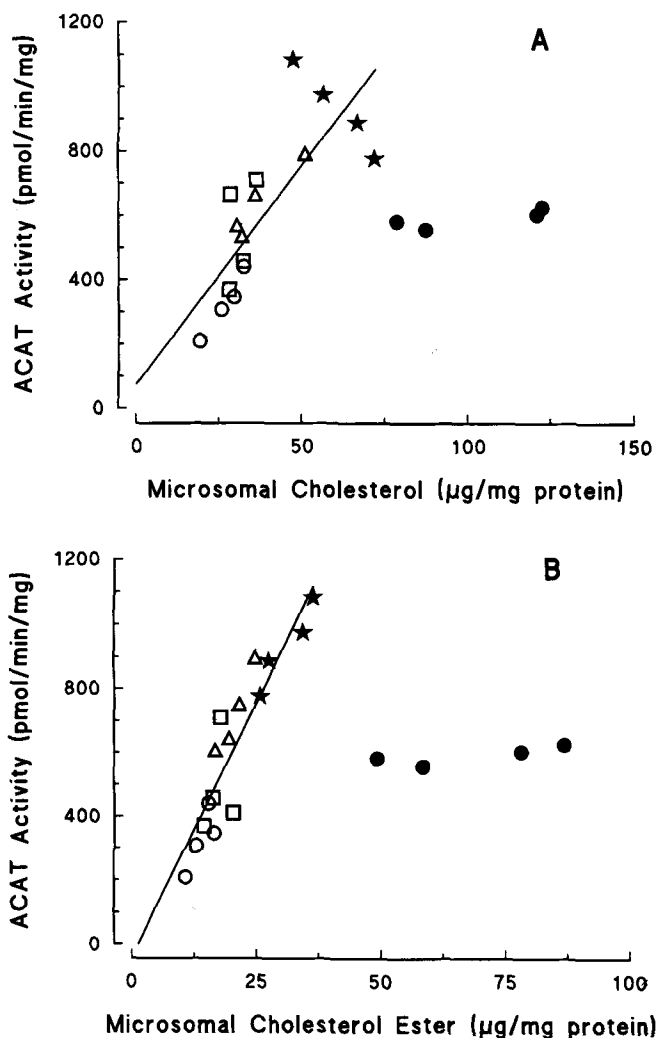 A
ACAT Activity (pmol/min/mg)
1200
800
400
0
0 50 100 150
Microsomal Cholesterol (µg/mg protein)
B
ACAT Activity (pmol/min/mg)
1200
800
400
0
0 25 50 75 100
Microsomal Cholesterol Ester (µg/mg protein)